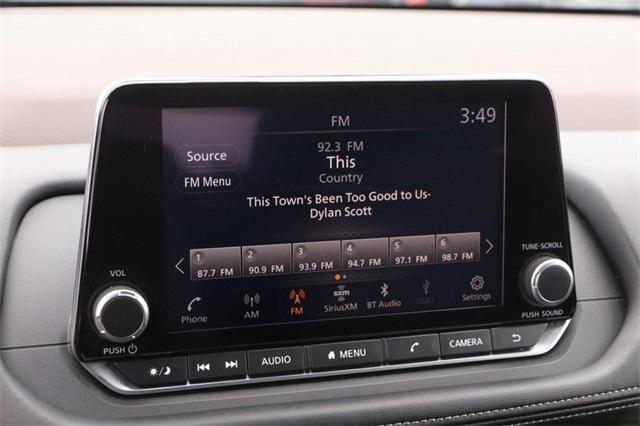 FM
3:49
92.3 FM
Source
This
Country
FM Menu
This Town's Been Too Good to Us-
Dylan Scott
1 2 3 4 5 6
87.7 FM 90.9 FM 93.9 FM 94.7 FM 97.1 FM 98.7 FM
TUNE·SCROLL
VOL
sxm
Phone AM FM SiriusXM BT Audio USB1 Settings
PUSH
PUSH SOUND
AUDIO MENU CAMERA